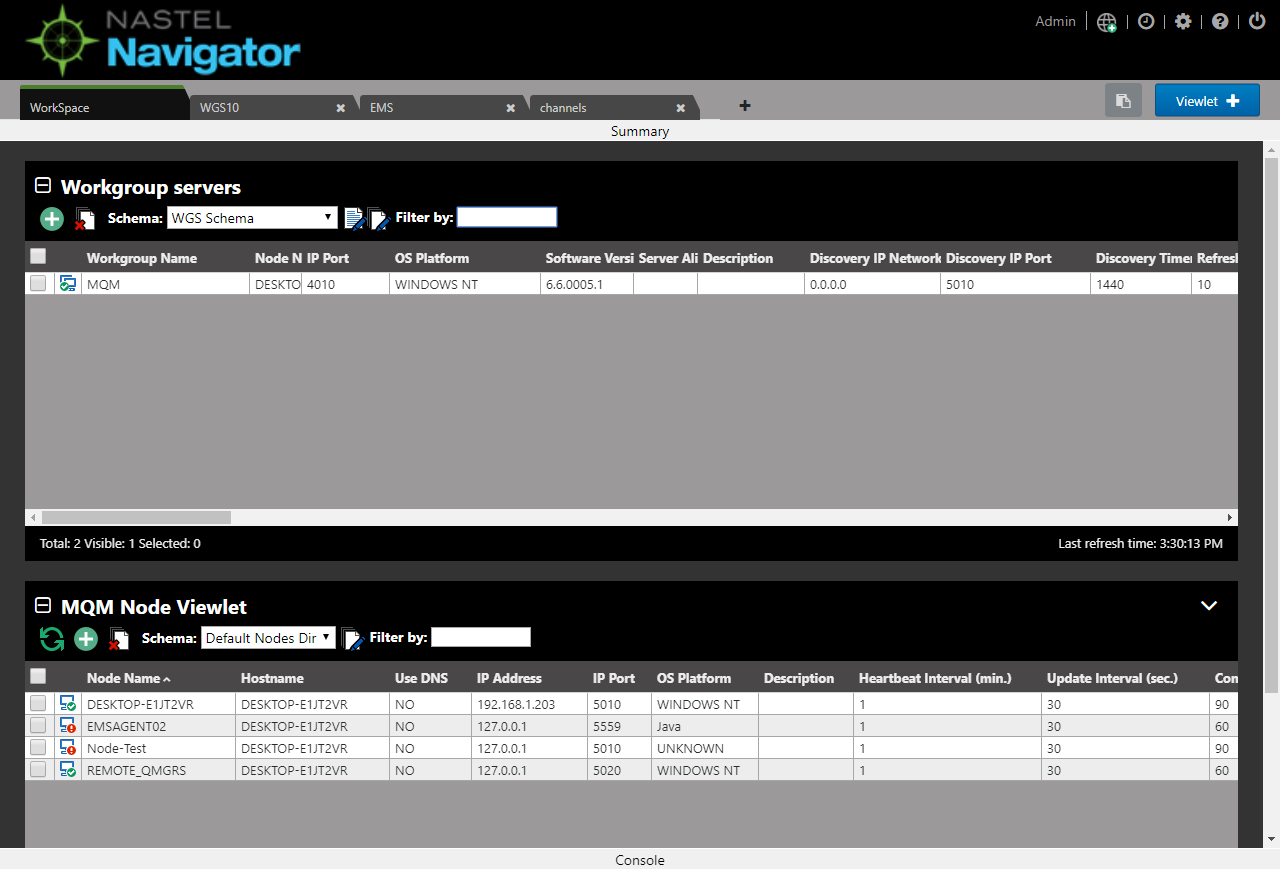 NASTEL
Navigator
Admin
WorkSpace WGS10 EMS channels Viewlet
Summary
Workgroup servers
Schema: WGS Schema Filter by:
Workgroup Name Node N IP Port OS Platform Software Versi Server Ali Description Discovery IP Network Discovery IP Port Discovery Timer Refresh
MQM DESKTO 4010 WINDOWS NT 6.6.0005.1 0.0.0.0 5010 1440 10
Total: 2 Visible: 1 Selected: 0 Last refresh time: 3:30:13 PM
MQM Node Viewlet
Schema: Default Nodes Dir Filter by:
Node Name Hostname Use DNS IP Address IP Port OS Platform Description Heartbeat Interval (min.) Update Interval (sec.) Con
DESKTOP-E1JT2VR DESKTOP-E1JT2VR NO 192.168.1.203 5010 WINDOWS NT 1 30 90
EMSAGENT02 DESKTOP-E1JT2VR NO 127.0.0.1 5559 Java 1 30 60
Node-Test DESKTOP-E1JT2VR NO 127.0.0.1 5010 UNKNOWN 1 30 90
REMOTE_QMGRS DESKTOP-E1JT2VR NO 127.0.0.1 5020 WINDOWS NT 1 30 60
Console